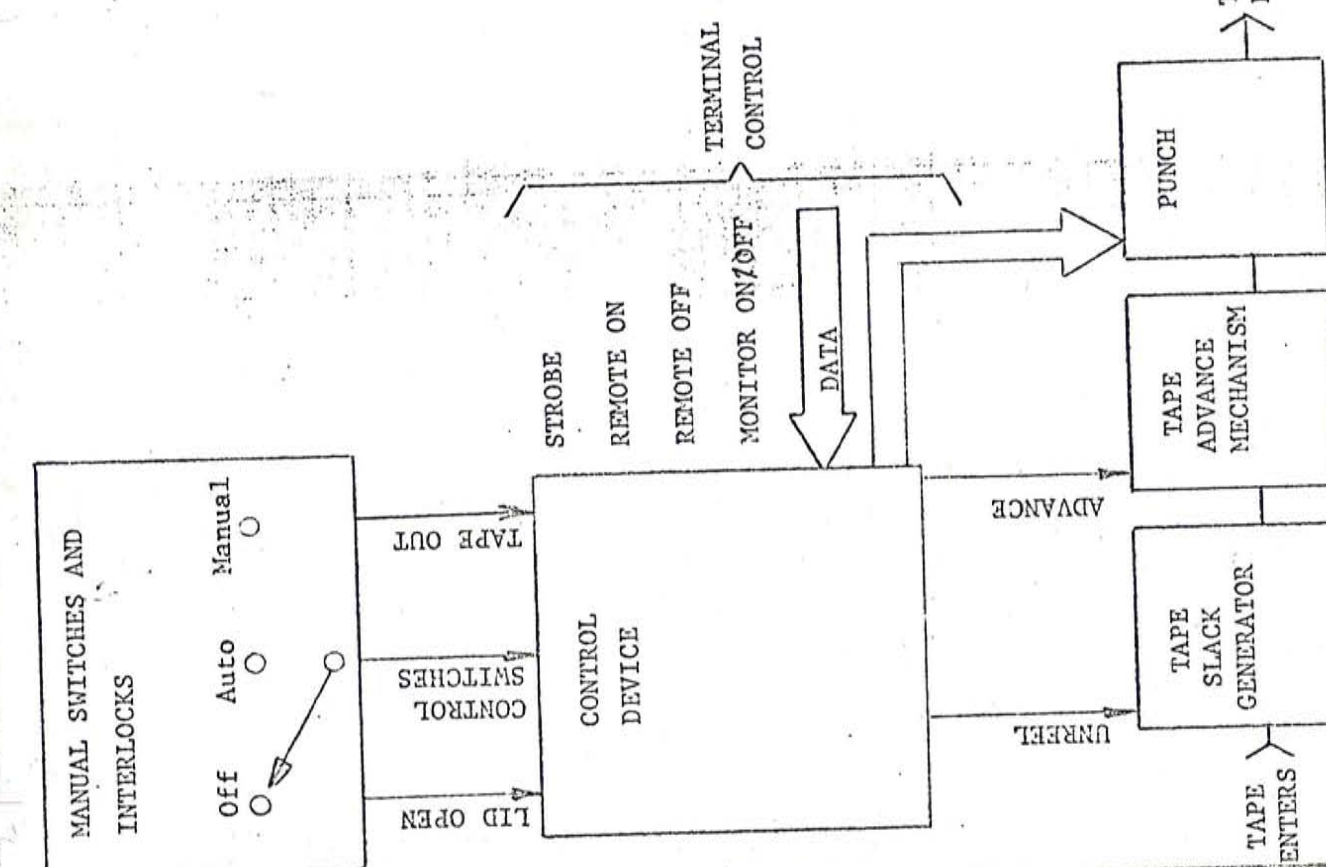 MANUAL SWITCHES AND
INTERLOCKS
Off
Auto
Manual
LID OPEN
CONTROL
SWITCHES
TAPE OUT
CONTROL
DEVICE
STROBE
REMOTE ON
REMOTE OFF
MONITOR ON/OFF
DATA
TERMINAL
CONTROL
UNREEL
ADVANCE
TAPE
SLACK
GENERATOR
TAPE
ADVANCE
MECHANISM
PUNCH
TAPE
ENTERS